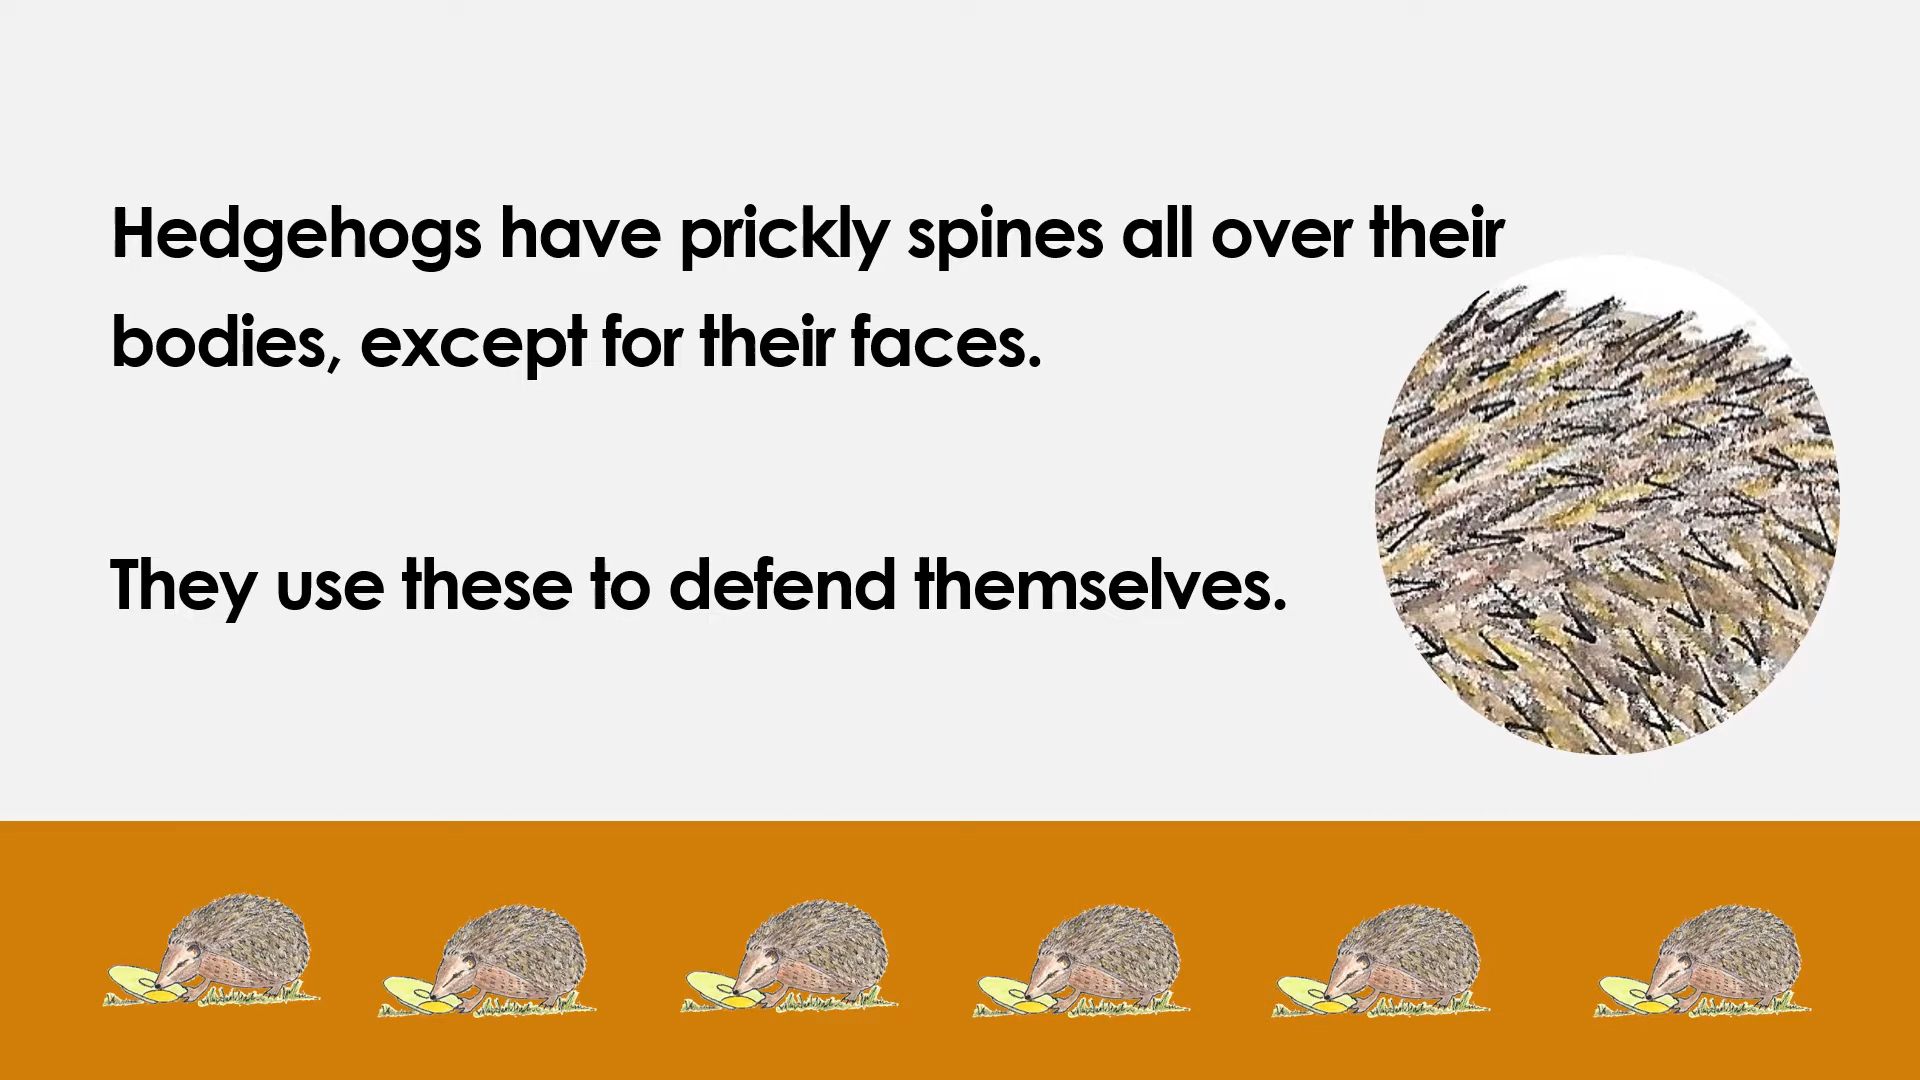 Hedgehogs have prickly spines all over their
bodies, except for their faces.
They use these to defend themselves.